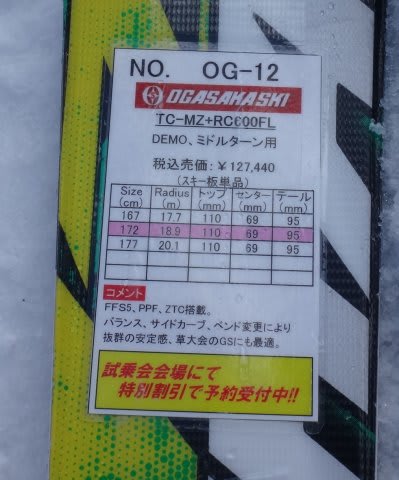 NO. OG-12
OGASAKA SKI
TC-MZ+RC600FL
DEMO、ミドルターン用
税込売価：￥127,440
(スキー板単品)
Size (cm) Radius (m) トップ (mm) センター (mm) テール (mm)
167 17.7 110 69 95
172 18.9 110 69 95
177 20.1 110 69 95
コメント
FFS5、PPF、ZTC搭載。
バランス、サイドカーブ、ベンド変更により
抜群の安定感、草大会のGSにも最適。
試乗会会場にて
特別割引で予約受付中!!